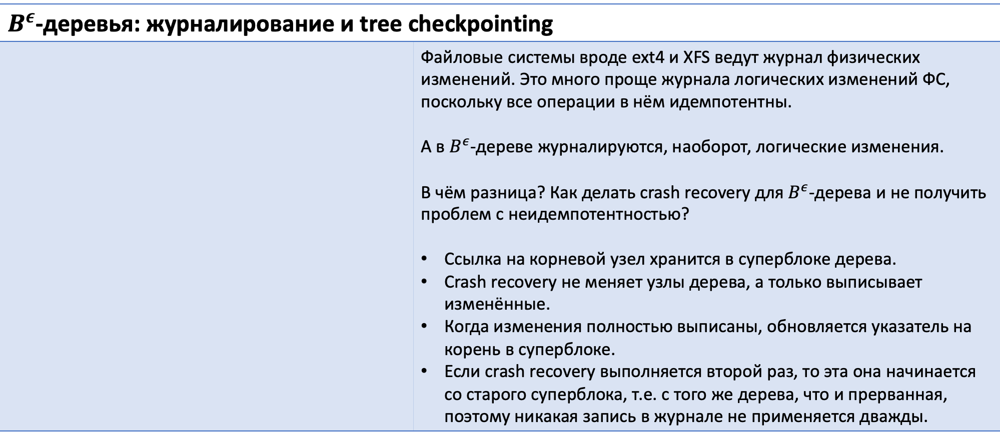 B^ϵ-деревья: журналирование и tree checkpointing
Файловые системы вроде ext4 и XFS ведут журнал физических
изменений. Это много проще журнала логических изменений ФС,
поскольку все операции в нём идемпотентны.
А в B^ϵ-дереве журналируются, наоборот, логические изменения.
В чём разница? Как делать crash recovery для B^ϵ-дерева и не получить
проблем с неидемпотентностью?
• Ссылка на корневой узел хранится в суперблоке дерева.
• Crash recovery не меняет узлы дерева, а только выписывает
изменённые.
• Когда изменения полностью выписаны, обновляется указатель на
корень в суперблоке.
• Если crash recovery выполняется второй раз, то эта она начинается
со старого суперблока, т.е. с того же дерева, что и прерванная,
поэтому никакая запись в журнале не применяется дважды.